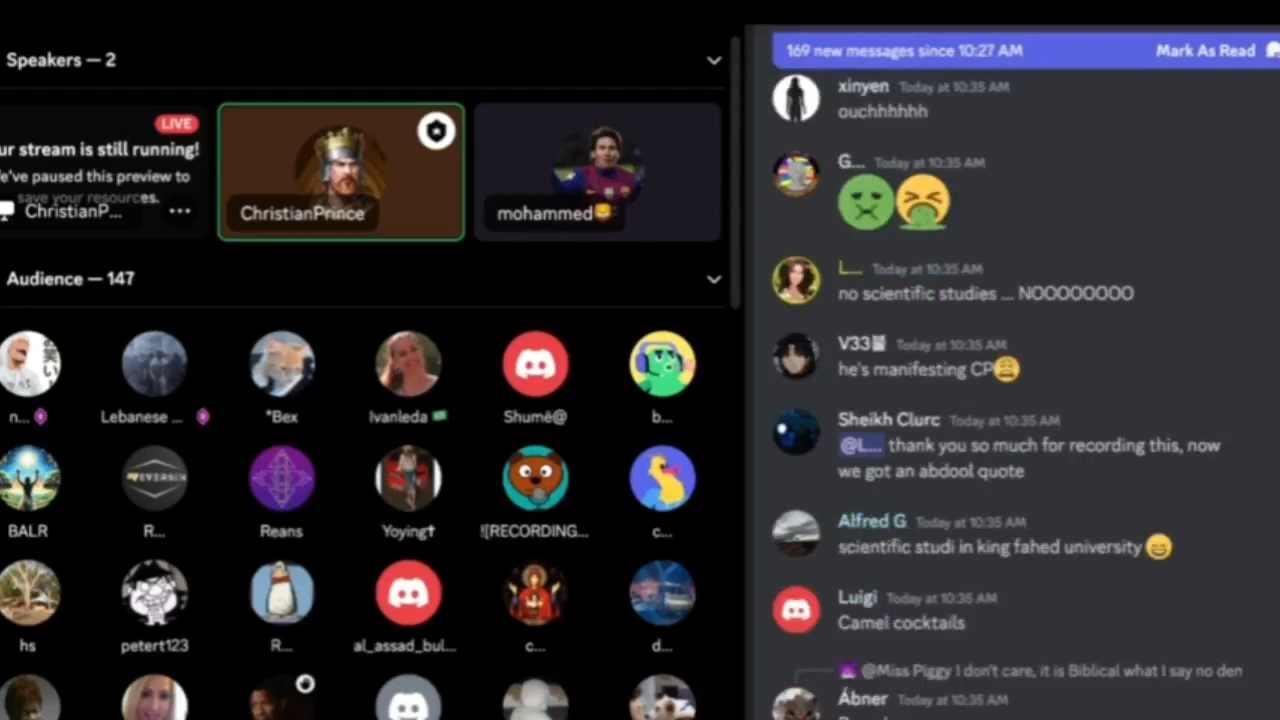 Speakers — 2
LIVE
ur stream is still running!
e've paused this preview to
save your resources.
ChristianP...
ChristianPrince
mohammed
Audience — 147
n...
Lebanese ...
*Bex
Ivanleda
Shumë@
b...
BALR
R...
Reans
Yoying✝
![RECORDING...
c...
hs
petert123
R...
al_assad_bul...
c...
d...
169 new messages since 10:27 AM
Mark As Read
xinyen Today at 10:35 AM
ouchhhhhh
G... Today at 10:35 AM
🤢🤮
L... Today at 10:35 AM
no scientific studies ... NOOOOOOOO
V33 Today at 10:35 AM
he's manifesting CP😩
Sheikh Clurc Today at 10:35 AM
@L... thank you so much for recording this, now
we got an abdool quote
Alfred G Today at 10:35 AM
scientific studi in king fahed university 😄
Luigi Today at 10:35 AM
Camel cocktails
@Miss Piggy I don't care, it is Biblical what I say no den
Ábner Today at 10:35 AM